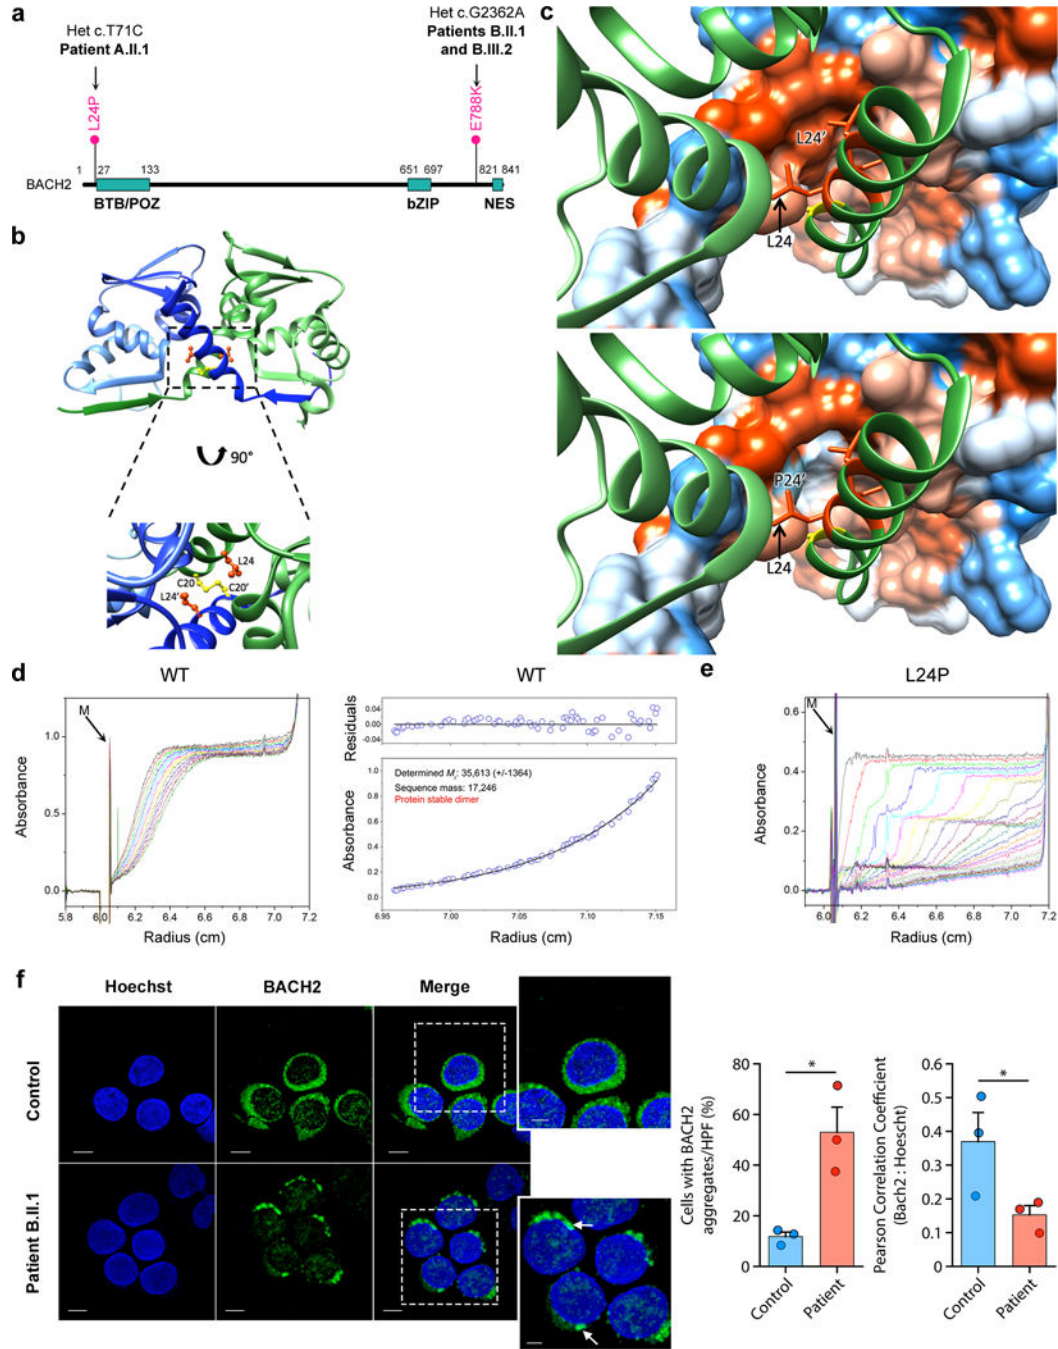 a
Het c.T71C
Patient A.II.1
Het c.G2362A
Patients B.II.1
and B.III.2
L24P
E788K
1
27
133
651
697
821
841
BACH2
BTB/POZ
bZIP
NES
b
90°
L24
C20
C20'
L24'
c
L24'
L24
P24'
L24
d
WT
M
Absorbance
1.0
0.5
0.0
5.8 6.0 6.2 6.4 6.6 6.8 7.0 7.2
Radius (cm)
WT
Residuals
0.04
0.00
-0.04
Determined Mr: 35,613 (+/-1364)
Sequence mass: 17,246
Protein stable dimer
Absorbance
1.0
0.8
0.6
0.4
0.2
0.0
6.95 7.00 7.05 7.10 7.15
Radius (cm)
e
L24P
M
Absorbance
0.6
0.3
0.0
6.0 6.2 6.4 6.6 6.8 7.0 7.2
Radius (cm)
f
Hoechst
BACH2
Merge
Control
Patient B.II.1
Cells with BACH2
aggregates/HPF (%)
80
60
40
20
0
*
Control
Patient
Pearson Correlation Coefficient
(Bach2 : Hoescht)
0.6
0.5
0.4
0.3
0.2
0.1
0
*
Control
Patient